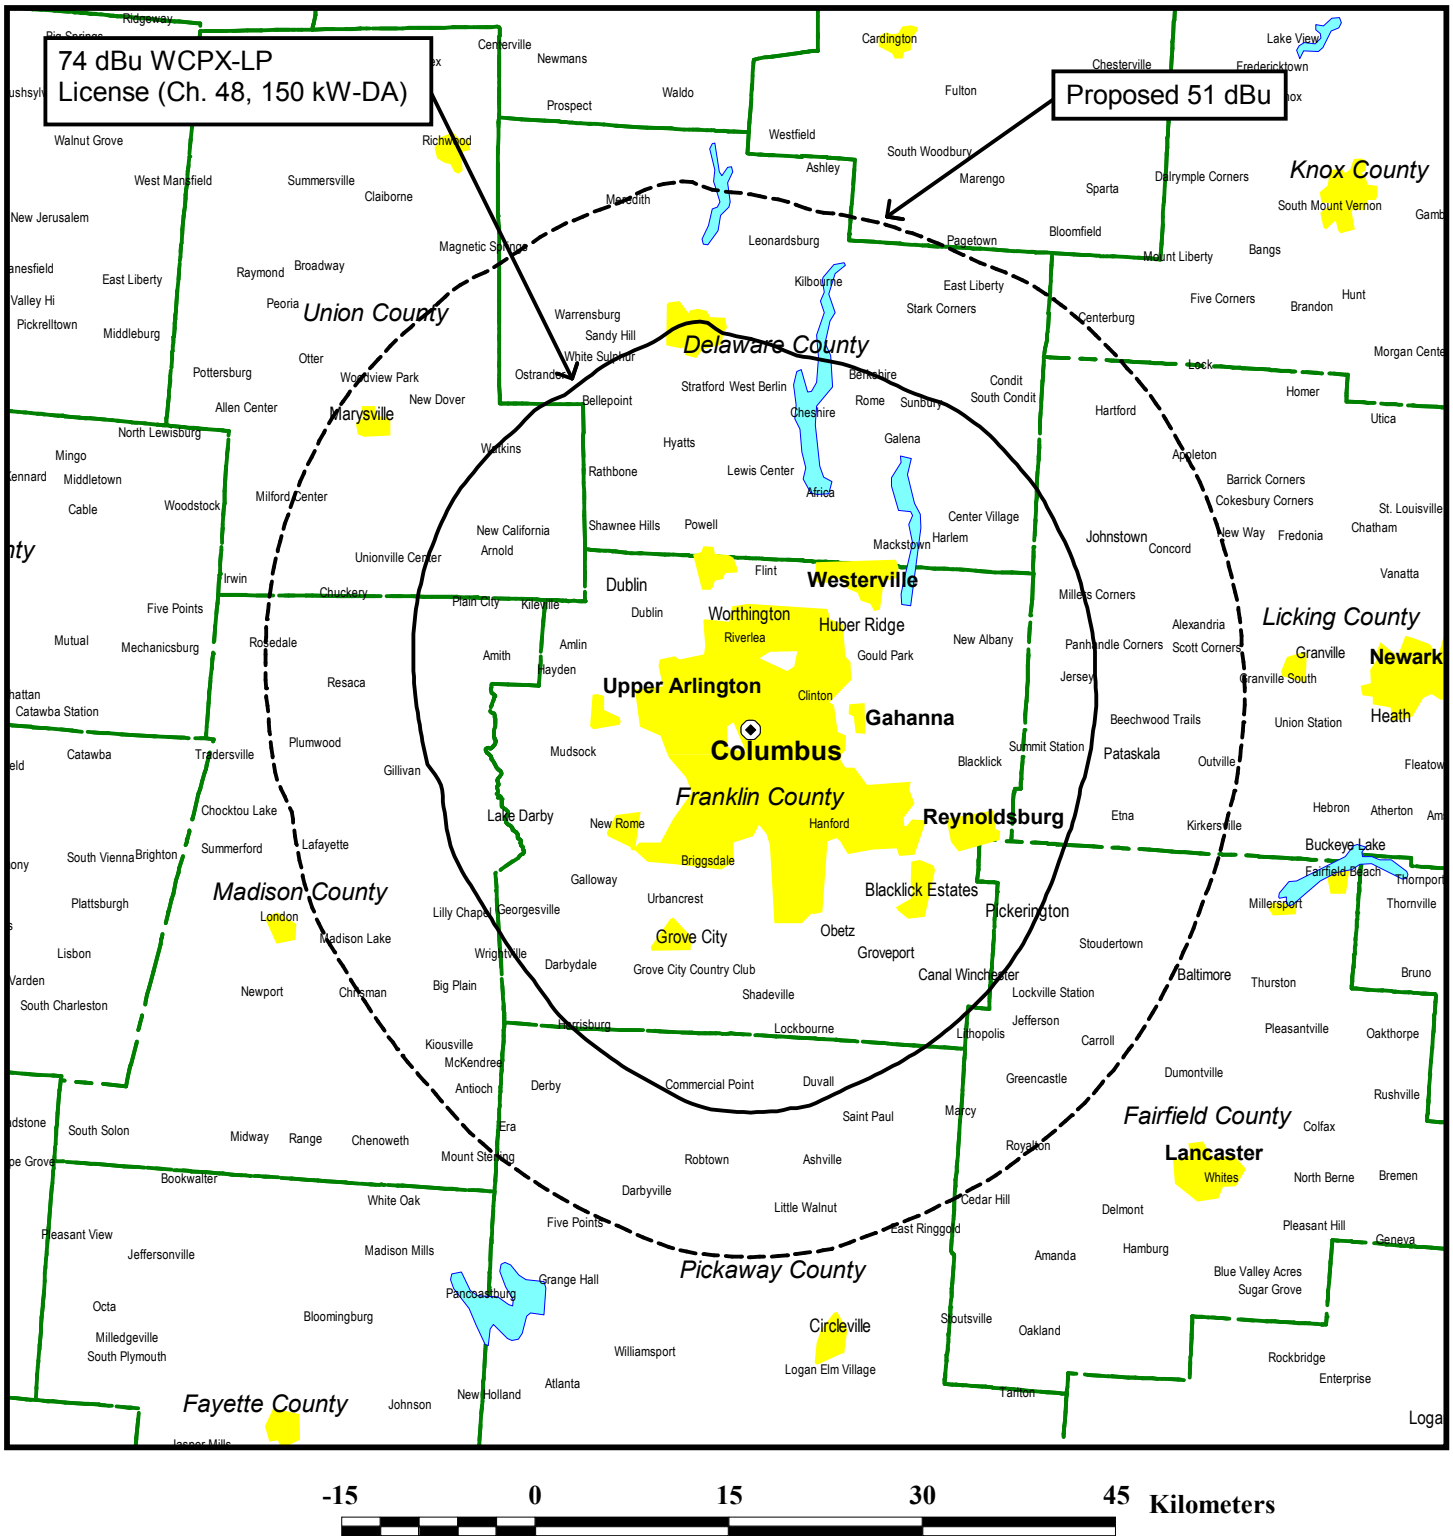 Ridgeway
74 dBu WCPX-LP
License (Ch. 48, 150 kW-DA)
Proposed 51 dBu
Centerville
Newmans
Cardington
Chesterville
Lake View
Fredericktown
Waldo
Prospect
Fulton
Walnut Grove
Richwood
Westfield
Ashley
South Woodbury
Marengo
Sparta
Dalrymple Corners
Knox County
West Mansfield
Summersville
Claiborne
Meredith
South Mount Vernon
New Jerusalem
Magnetic Springs
Leonardsburg
Pagetown
Bloomfield
Mount Liberty
Bangs
East Liberty
Raymond
Broadway
Kilbourne
East Liberty
Valley Hi
Peoria
Union County
Warrensburg
Stark Corners
Five Corners
Brandon
Hunt
Pickrelltown
Middleburg
Sandy Hill
Centerburg
Otter
White Sulphur
Delaware County
Lock
Pottersburg
Woodview Park
Ostrander
Stratford
West Berlin
Berkshire
Condit
South Condit
Homer
Allen Center
New Dover
Marysville
Bellepoint
Cheshire
Rome
Sunbury
Hartford
Utica
North Lewisburg
Watkins
Hyatts
Galena
Mingo
Middletown
Rathbone
Lewis Center
Appleton
Barrick Corners
Cable
Woodstock
Milford Center
Africa
Cokesbury Corners
St. Louisville
New California
Arnold
Shawnee Hills
Powell
Center Village
Harlem
Mackstown
Johnstown
Concord
New Way
Fredonia
Chatham
Unionville Center
Irwin
Flint
Westerville
Dublin
Vanatta
Chuckery
Plain City
Kileville
Millers Corners
Five Points
Dublin
Worthington
Riverlea
Huber Ridge
New Albany
Alexandria
Licking County
Mutual
Mechanicsburg
Rosedale
Amlin
Amith
Hayden
Gould Park
Panhandle Corners
Scott Corners
Granville
Newark
Resaca
Upper Arlington
Clinton
Jersey
Granville South
Catawba Station
Gahanna
Beechwood Trails
Union Station
Heath
Plumwood
Columbus
Mudsock
Catawba
Tradersville
Gillivan
Blacklick
Summit Station
Pataskala
Outville
Franklin County
Chocktou Lake
Lake Darby
New Rome
Hanford
Reynoldsburg
Etna
Kirkersville
Hebron
Atherton
Summerford
Lafayette
Buckeye Lake
South Vienna
Brighton
Briggsdale
Fairfield Beach
Madison County
Galloway
Plattsburgh
London
Lilly Chapel
Georgesville
Urbancrest
Blacklick Estates
Pickerington
Millersport
Thornville
Madison Lake
Grove City
Obetz
Groveport
Stoudertown
Lisbon
Wrightville
Darbydale
Grove City Country Club
Canal Winchester
Baltimore
Thurston
Bruno
Newport
Chrisman
Big Plain
Shadeville
Lockville Station
South Charleston
Harrisburg
Lockbourne
Lithopolis
Jefferson
Pleasantville
Oakthorpe
Kiousville
McKendree
Carroll
Antioch
Derby
Commercial Point
Duvall
Greencastle
Dumontville
Rushville
South Solon
Saint Paul
Marcy
Fairfield County
Colfax
Midway
Range
Chenoweth
Era
Mount Sterling
Robtown
Ashville
Royalton
Lancaster
Whites
North Berne
Bremen
Bookwalter
White Oak
Darbyville
Little Walnut
Cedar Hill
Delmont
Pleasant Hill
Pleasant View
Jeffersonville
Five Points
East Ringgold
Madison Mills
Amanda
Hamburg
Geneva
Pickaway County
Grange Hall
Blue Valley Acres
Sugar Grove
Pancoastburg
Octa
Bloomingburg
Circleville
Stoutsville
Oakland
Milledgeville
South Plymouth
Williamsport
Logan Elm Village
Rockbridge
Enterprise
Atlanta
New Holland
Tarlton
Fayette County
Johnson
-15 0 15 30 45 Kilometers